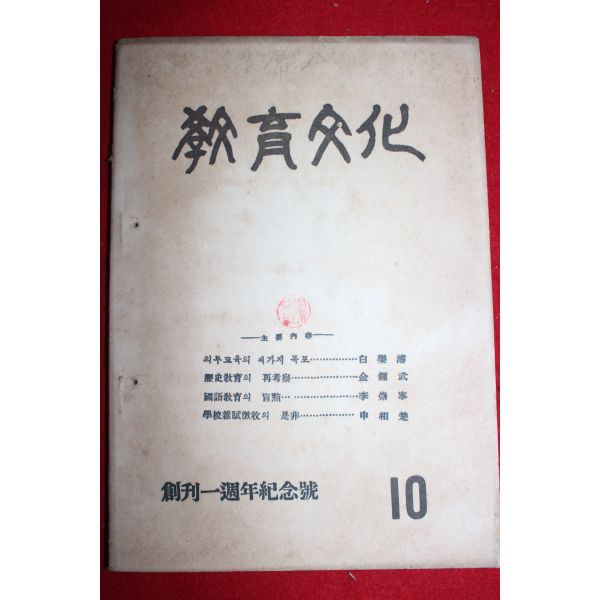 敎育文化
主要內容
의무교육의 세가지 목표……………白樂濬
歷史敎育의 再考察……………金鍾武
國語敎育의 盲點……………李崇寧
學校雜賦徵收의 是非……………申相楚
創刊一週年紀念號
10